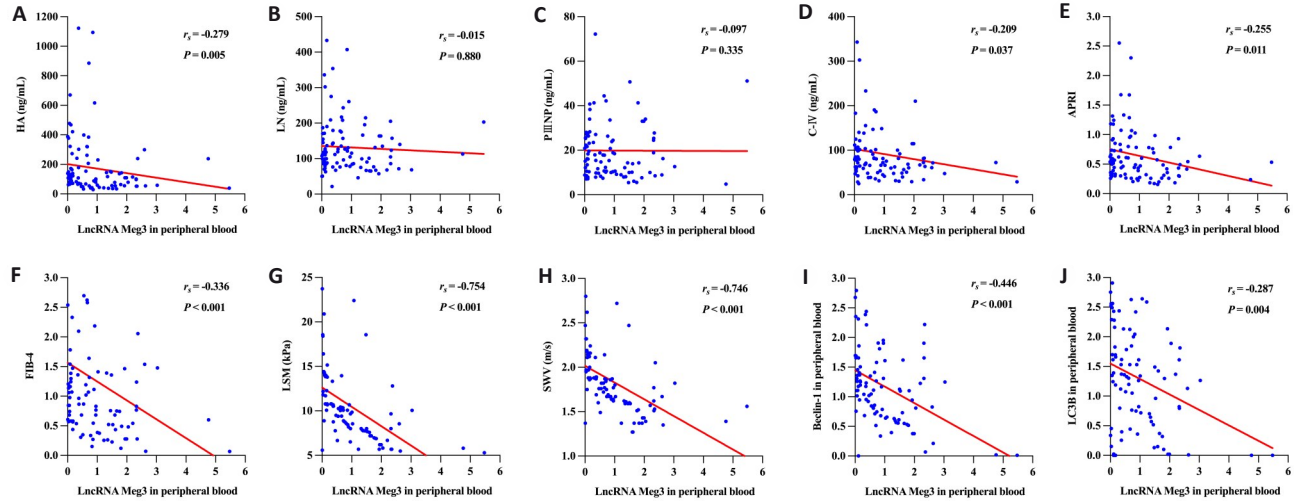 A
HA (ng/mL)
1200
1000
800
600
400
200
0
0 1 2 3 4 5 6
rs = -0.279
P = 0.005
LncRNA Meg3 in peripheral blood
B
LN (ng/mL)
500
400
300
200
100
0
0 1 2 3 4 5 6
rs = -0.015
P = 0.880
LncRNA Meg3 in peripheral blood
C
PⅢNP (ng/mL)
80
60
40
20
0
0 1 2 3 4 5 6
rs = -0.097
P = 0.335
LncRNA Meg3 in peripheral blood
D
C-Ⅳ (ng/mL)
400
350
300
250
200
150
100
50
0
0 1 2 3 4 5 6
rs = -0.209
P = 0.037
LncRNA Meg3 in peripheral blood
E
APRI
3.0
2.5
2.0
1.5
1.0
0.5
0.0
0 1 2 3 4 5 6
rs = -0.255
P = 0.011
LncRNA Meg3 in peripheral blood
F
FIB-4
3.0
2.5
2.0
1.5
1.0
0.5
0.0
0 1 2 3 4 5 6
rs = -0.336
P < 0.001
LncRNA Meg3 in peripheral blood
G
LSM (kPa)
25
20
15
10
5
0 1 2 3 4 5 6
rs = -0.754
P < 0.001
LncRNA Meg3 in peripheral blood
H
SWV (m/s)
3.0
2.5
2.0
1.5
1.0
0 1 2 3 4 5 6
rs = -0.746
P < 0.001
LncRNA Meg3 in peripheral blood
I
Beclin-1 in peripheral blood
3.0
2.5
2.0
1.5
1.0
0.5
0.0
0 1 2 3 4 5 6
rs = -0.446
P < 0.001
LncRNA Meg3 in peripheral blood
J
LC3B in peripheral blood
3.0
2.5
2.0
1.5
1.0
0.5
0.0
0 1 2 3 4 5 6
rs = -0.287
P = 0.004
LncRNA Meg3 in peripheral blood